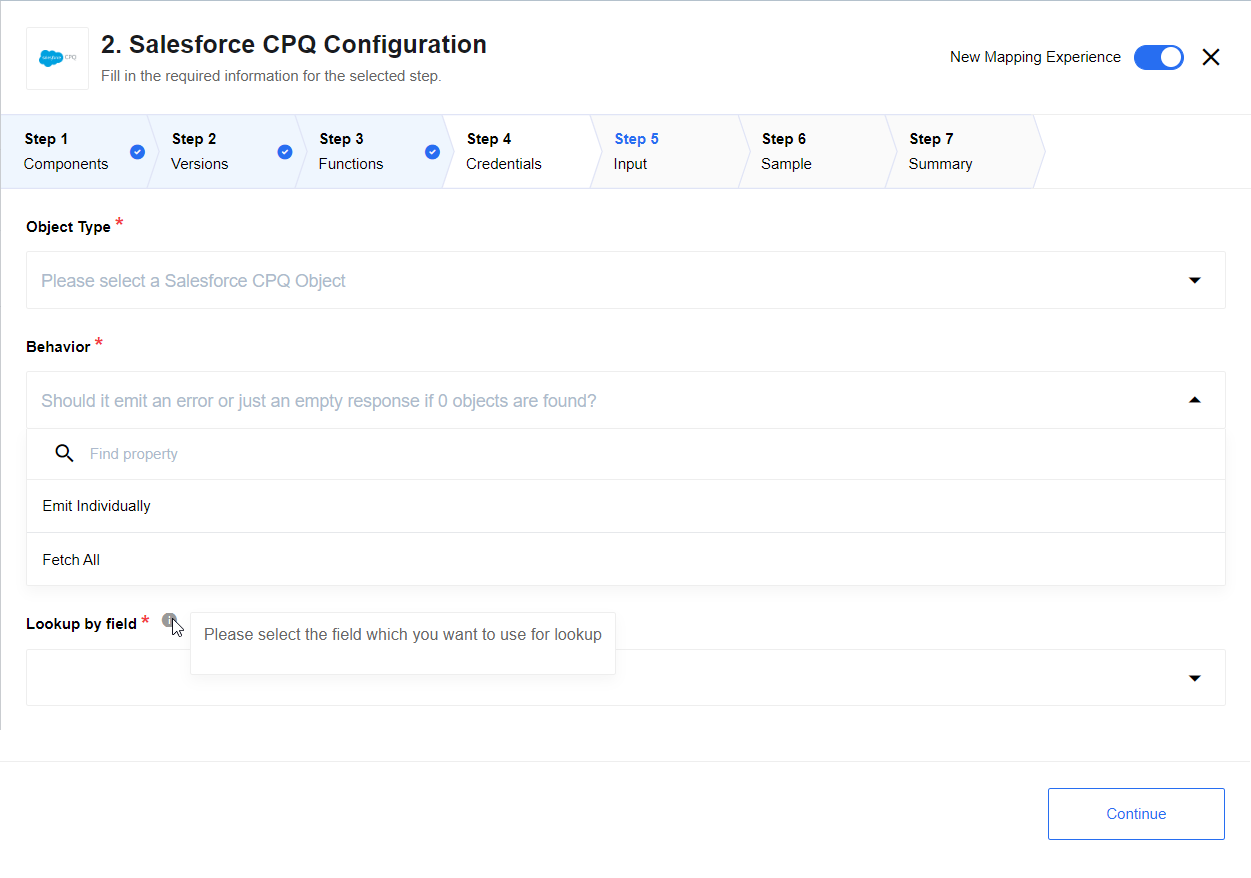 salesforce CPQ
2. Salesforce CPQ Configuration
Fill in the required information for the selected step.
New Mapping Experience
Step 1
Components
Step 2
Versions
Step 3
Functions
Step 4
Credentials
Step 5
Input
Step 6
Sample
Step 7
Summary
Object Type *
Please select a Salesforce CPQ Object
Behavior *
Should it emit an error or just an empty response if 0 objects are found?
Find property
Emit Individually
Fetch All
Lookup by field *
Please select the field which you want to use for lookup
Continue